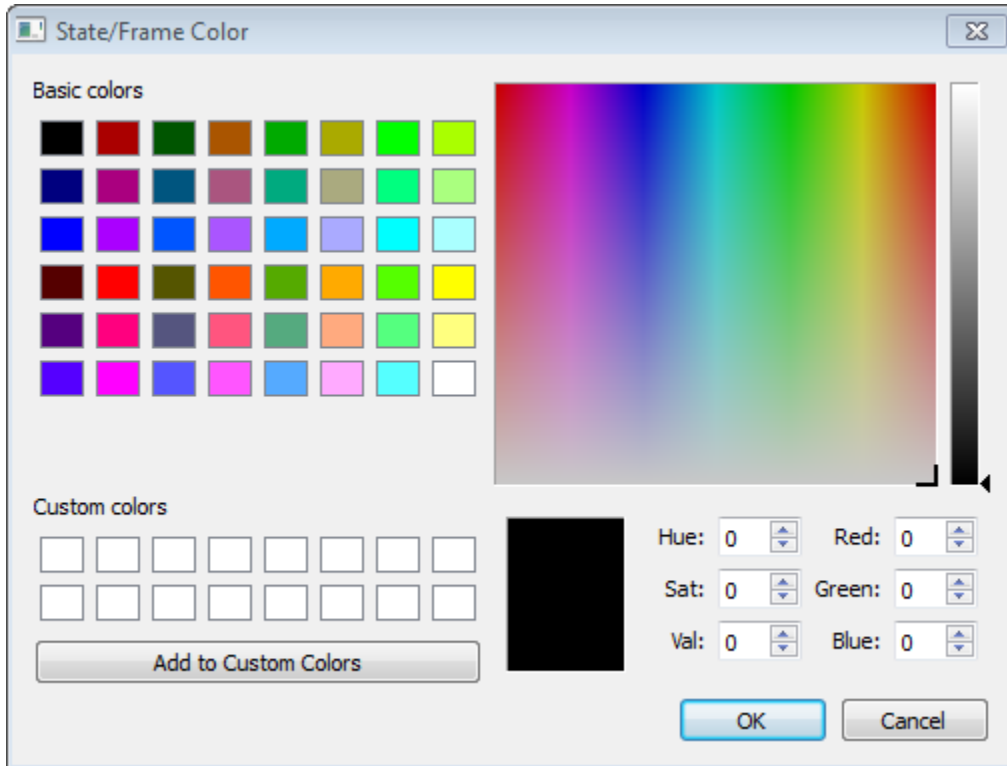 State/Frame Color
Basic colors
Custom colors
Hue: 0 Red: 0
Sat: 0 Green: 0
Val: 0 Blue: 0
Add to Custom Colors
OK Cancel